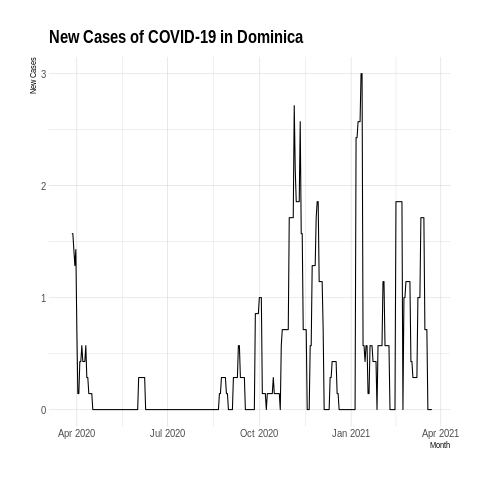 New Cases of COVID-19 in Dominica
New Cases
3
2
1
0
Apr 2020 Jul 2020 Oct 2020 Jan 2021 Apr 2021
Month